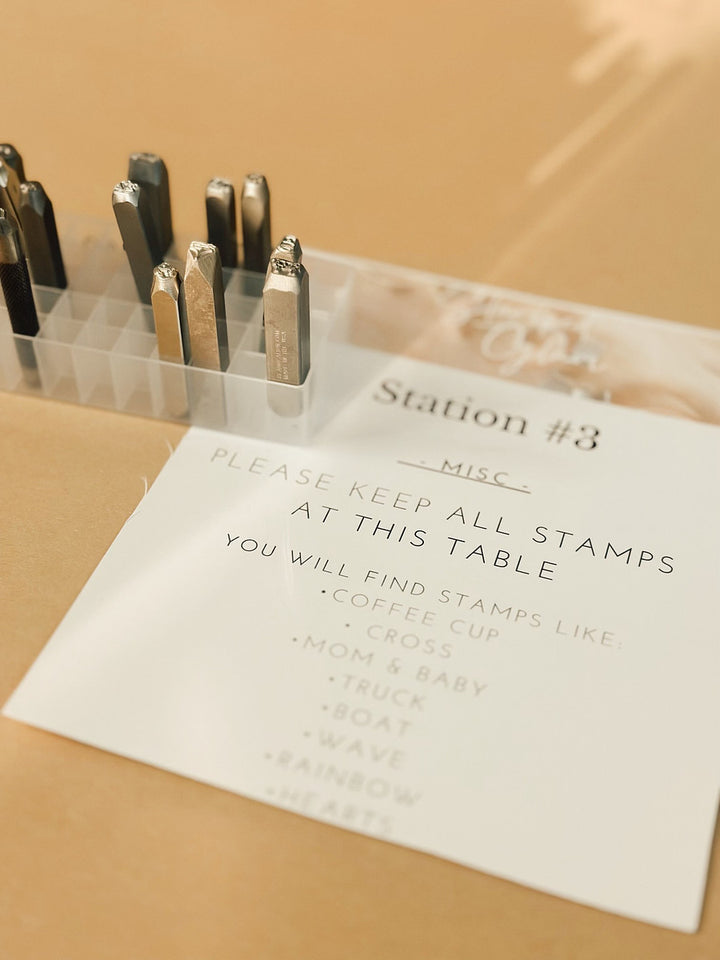 Station #3
- MISC -
PLEASE KEEP ALL STAMPS
AT THIS TABLE
YOU WILL FIND STAMPS LIKE:
•COFFEE CUP
• CROSS
•MOM & BABY
•TRUCK
•BOAT
•WAVE
•RAINBOW
•HEARTS